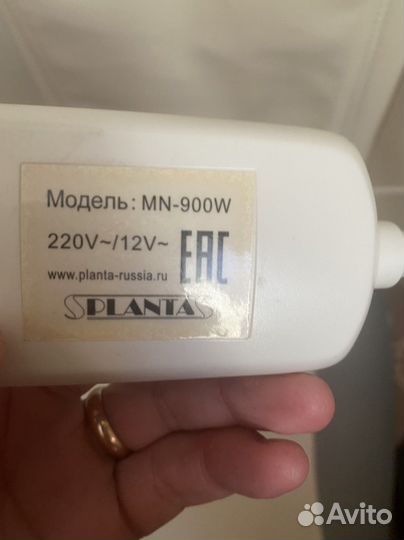 Модель: MN-900W
220V~/12V~
EAC
www.planta-russia.ru
PLANTA
Avito